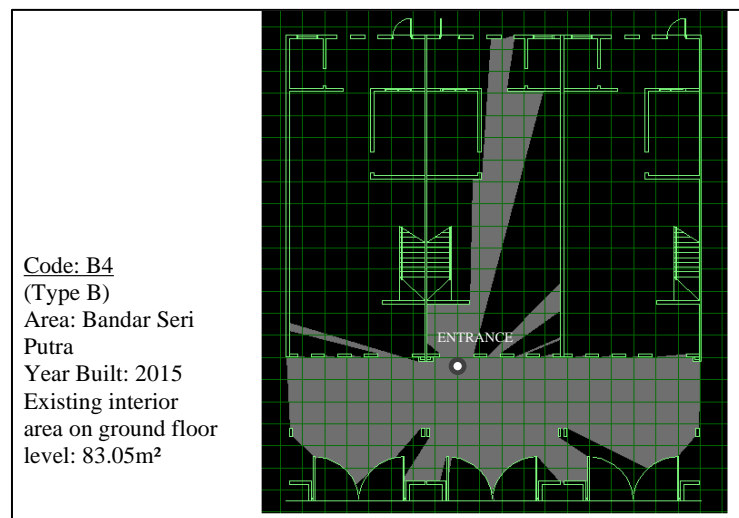 Code: B4
(Type B)
Area: Bandar Seri
Putra
Year Built: 2015
Existing interior
area on ground floor
level: 83.05m²
ENTRANCE